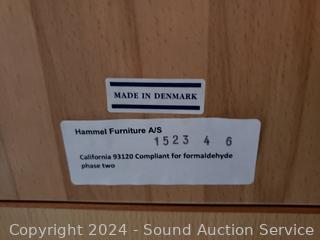 MADE IN DENMARK
Hammel Furniture A/S
1523 4 6
California 93120 Compliant for formaldehyde
phase two
Copyright 2024 - Sound Auction Service